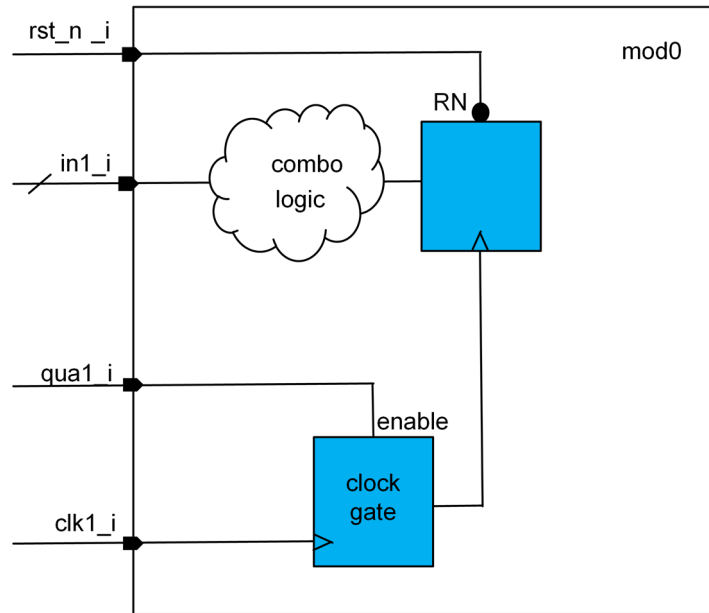 rst_n _i
mod0
RN
in1_i
combo
logic
qua1_i
enable
clock
gate
clk1_i